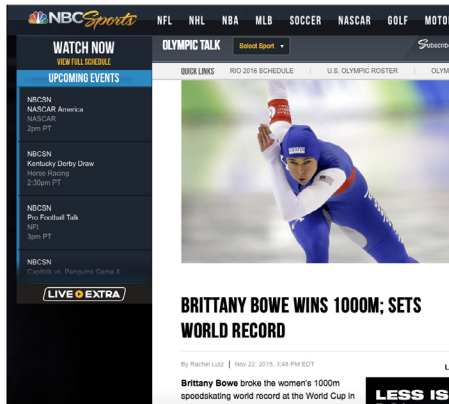 NBC Sports
NFL NHL NBA MLB SOCCER NASCAR GOLF MOTO
WATCH NOW
VIEW FULL SCHEDULE
UPCOMING EVENTS
NBCSN
NASCAR America
NASCAR
2pm PT
NBCSN
Kentucky Derby Draw
Horse Racing
2:30pm PT
NBCSN
Pro Football Talk
NFL
3pm PT
NBCSN
Capitals vs. Penguins Game 4
LIVE EXTRA
OLYMPIC TALK Select Sport Subscrib
QUICK LINKS RIO 2016 SCHEDULE | U.S. OLYMPIC ROSTER | OLYM
BRITTANY BOWE WINS 1000M; SETS
WORLD RECORD
By Rachel Lutz | Nov 22, 2015, 3:48 PM EDT
L
Brittany Bowe broke the women's 1000m
speedskating world record at the World Cup in
LESS IS